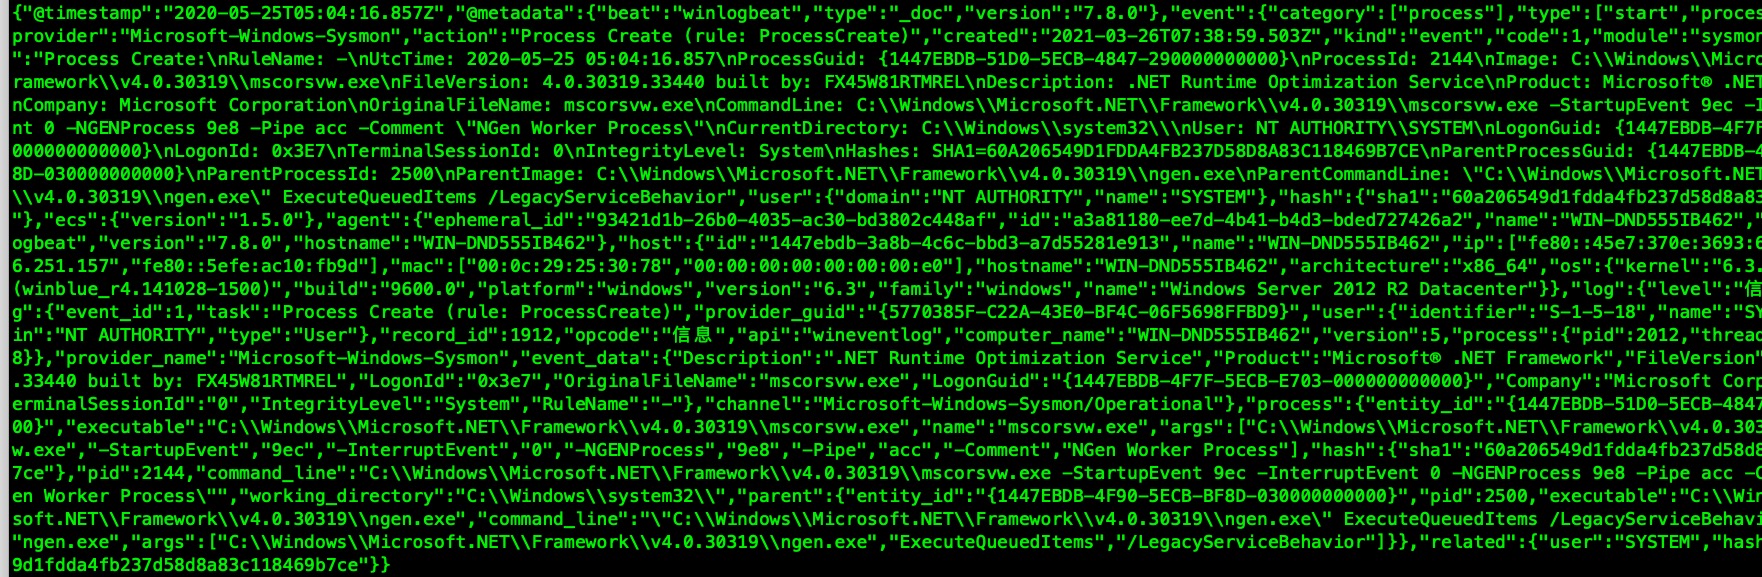 {"@timestamp":"2020-05-25T05:04:16.857Z","@metadata":{"beat":"winlogbeat","type":"_doc","version":"7.8.0"},"event":{"category":["process"],"type":["start","proces
provider":"Microsoft-Windows-Sysmon","action":"Process Create (rule: ProcessCreate)","created":"2021-03-26T07:38:59.503Z","kind":"event","code":1,"module":"sysmon
":"Process Create:\nRuleName: -\nUtcTime: 2020-05-25 05:04:16.857\nProcessGuid: {1447EBDB-51D0-5ECB-4847-290000000000}\nProcessId: 2144\nImage: C:\\Windows\\Micro
ramework\\v4.0.30319\\mscorsvw.exe\nFileVersion: 4.0.30319.33440 built by: FX45W81RTMREL\nDescription: .NET Runtime Optimization Service\nProduct: Microsoft® .NET
nCompany: Microsoft Corporation\nOriginalFileName: mscorsvw.exe\nCommandLine: C:\\Windows\\Microsoft.NET\\Framework\\v4.0.30319\\mscorsvw.exe -StartupEvent 9ec -I
nt 0 -NGENProcess 9e8 -Pipe acc -Comment \"NGen Worker Process\"\nCurrentDirectory: C:\\Windows\\system32\\\nUser: NT AUTHORITY\\SYSTEM\nLogonGuid: {1447EBDB-4F7F
000000000000}\nLogonId: 0x3E7\nTerminalSessionId: 0\nIntegrityLevel: System\nHashes: SHA1=60A206549D1FDDA4FB237D58D8A83C118469B7CE\nParentProcessGuid: {1447EBDB-4
8D-030000000000}\nParentProcessId: 2500\nParentImage: C:\\Windows\\Microsoft.NET\\Framework\\v4.0.30319\\ngen.exe\nParentCommandLine: \"C:\\Windows\\Microsoft.NET
\\v4.0.30319\\ngen.exe\" ExecuteQueuedItems /LegacyServiceBehavior","user":{"domain":"NT AUTHORITY","name":"SYSTEM"},"hash":{"sha1":"60a206549d1fdda4fb237d58d8a83
"},"ecs":{"version":"1.5.0"},"agent":{"ephemeral_id":"93421d1b-26b0-4035-ac30-bd3802c448af","id":"a3a81180-ee7d-4b41-b4d3-bded727426a2","name":"WIN-DND555IB462",
ogbeat","version":"7.8.0","hostname":"WIN-DND555IB462"},"host":{"id":"1447ebdb-3a8b-4c6c-bbd3-a7d55281e913","name":"WIN-DND555IB462","ip":["fe80::45e7:370e:3693:
6.251.157","fe80::5efe:ac10:fb9d"],"mac":["00:0c:29:25:30:78","00:00:00:00:00:00:00:e0"],"hostname":"WIN-DND555IB462","architecture":"x86_64","os":{"kernel":"6.3.
(winblue_r4.141028-1500)","build":"9600.0","platform":"windows","version":"6.3","family":"windows","name":"Windows Server 2012 R2 Datacenter"}},"log":{"level":"信
g":{"event_id":1,"task":"Process Create (rule: ProcessCreate)","provider_guid":"{5770385F-C22A-43E0-BF4C-06F5698FFBD9}","user":{"identifier":"S-1-5-18","name":"SY
in":"NT AUTHORITY","type":"User"},"record_id":1912,"opcode":"信息","api":"wineventlog","computer_name":"WIN-DND555IB462","version":5,"process":{"pid":2012,"thread
8}},"provider_name":"Microsoft-Windows-Sysmon","event_data":{"Description":".NET Runtime Optimization Service","Product":"Microsoft® .NET Framework","FileVersion"
.33440 built by: FX45W81RTMREL","LogonId":"0x3e7","OriginalFileName":"mscorsvw.exe","LogonGuid":"{1447EBDB-4F7F-5ECB-E703-000000000000}","Company":"Microsoft Corp
erminalSessionId":"0","IntegrityLevel":"System","RuleName":"-"},"channel":"Microsoft-Windows-Sysmon/Operational"},"process":{"entity_id":"{1447EBDB-51D0-5ECB-4847
00}","executable":"C:\\Windows\\Microsoft.NET\\Framework\\v4.0.30319\\mscorsvw.exe","name":"mscorsvw.exe","args":["C:\\Windows\\Microsoft.NET\\Framework\\v4.0.303
w.exe","-StartupEvent","9ec","-InterruptEvent","0","-NGENProcess","9e8","-Pipe","acc","-Comment","NGen Worker Process"],"hash":{"sha1":"60a206549d1fdda4fb237d58d8
7ce"},"pid":2144,"command_line":"C:\\Windows\\Microsoft.NET\\Framework\\v4.0.30319\\mscorsvw.exe -StartupEvent 9ec -InterruptEvent 0 -NGENProcess 9e8 -Pipe acc -C
en Worker Process\"","working_directory":"C:\\Windows\\system32\\","parent":{"entity_id":"{1447EBDB-4F90-5ECB-BF8D-030000000000}","pid":2500,"executable":"C:\\Win
soft.NET\\Framework\\v4.0.30319\\ngen.exe","command_line":"\"C:\\Windows\\Microsoft.NET\\Framework\\v4.0.30319\\ngen.exe\" ExecuteQueuedItems /LegacyServiceBehavi
"ngen.exe","args":["C:\\Windows\\Microsoft.NET\\Framework\\v4.0.30319\\ngen.exe","ExecuteQueuedItems","/LegacyServiceBehavior"]}},"related":{"user":"SYSTEM","hash
9d1fdda4fb237d58d8a83c118469b7ce"}}